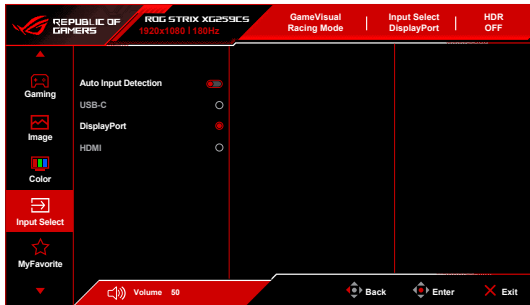 REPUBLIC OF
GAMERS
ROG STRIX XG259CS
1920x1080 | 180Hz
GameVisual
Racing Mode
Input Select
DisplayPort
HDR
OFF
Gaming
Image
Color
Input Select
MyFavorite
Auto Input Detection
USB-C
DisplayPort
HDMI
Volume 50
Back
Enter
Exit